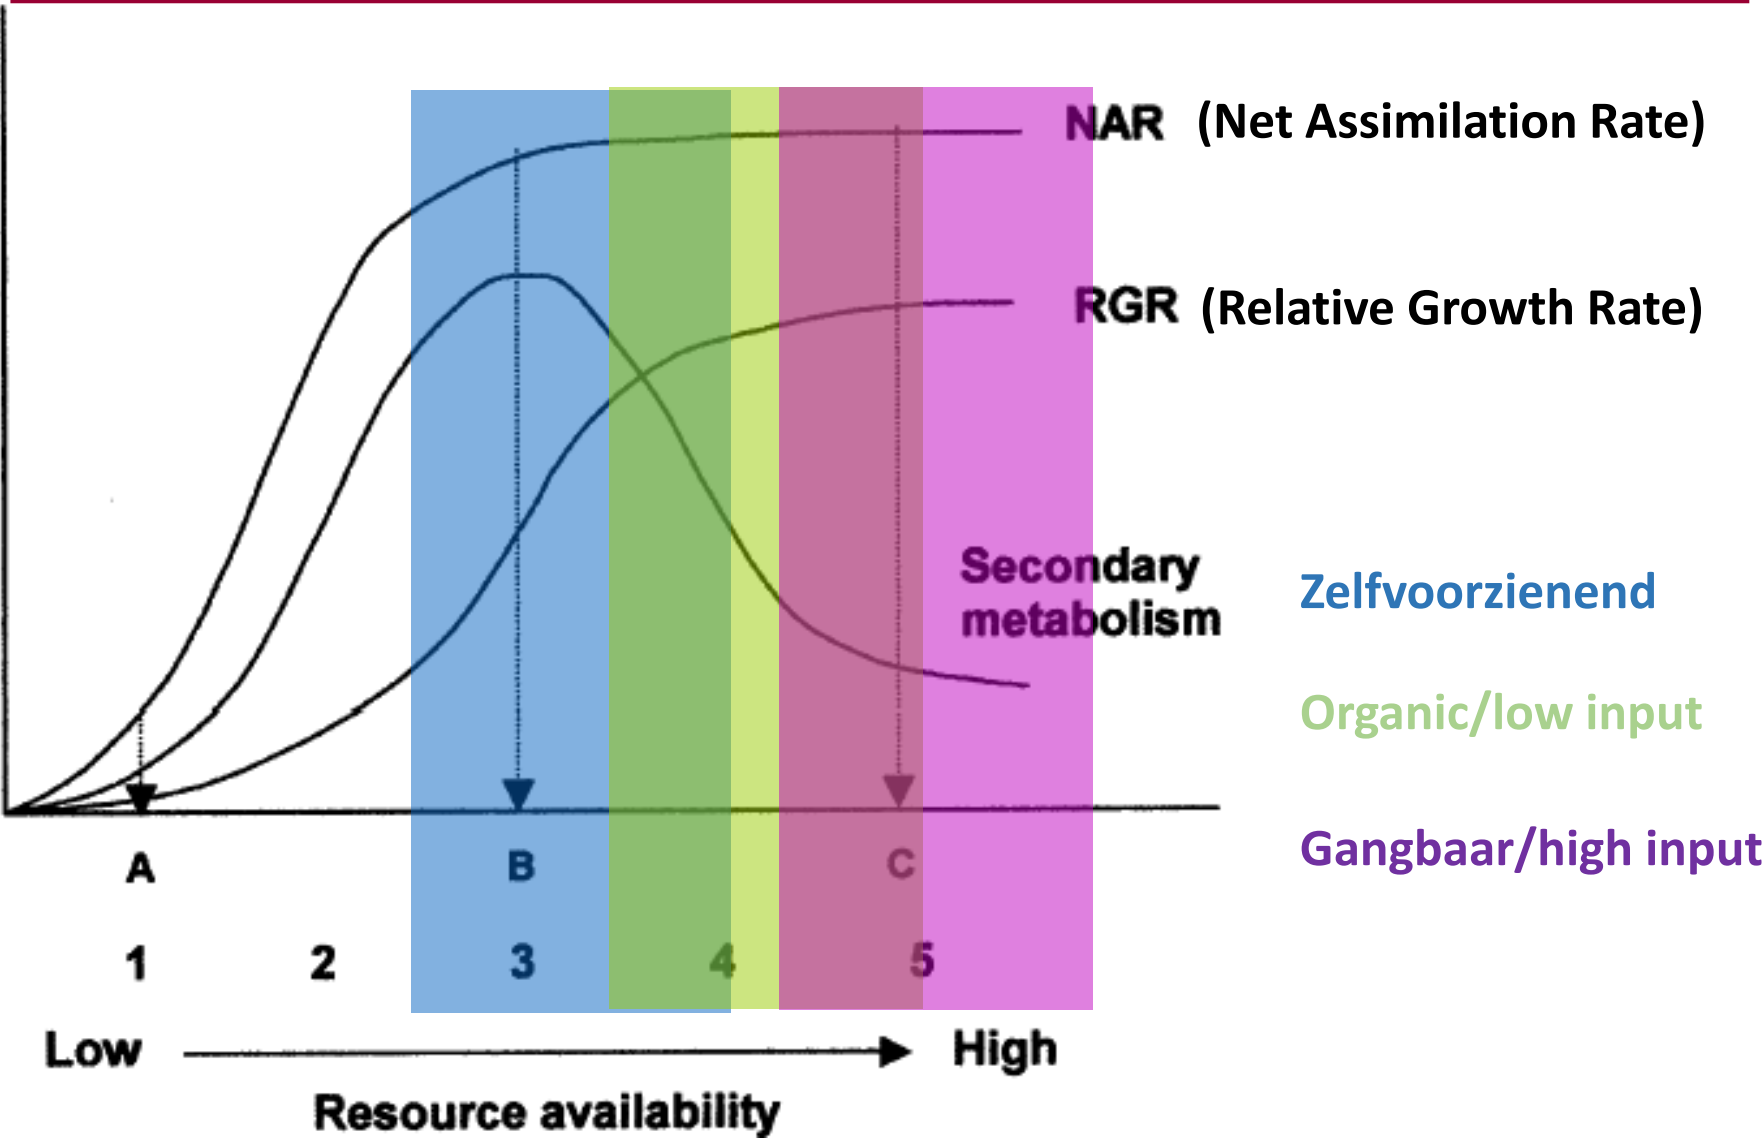 NAR (Net Assimilation Rate)
RGR (Relative Growth Rate)
Secondary
metabolism
Zelfvoorzienend
Organic/low input
Gangbaar/high input
A B C
1 2 3 4 5
Low High
Resource availability